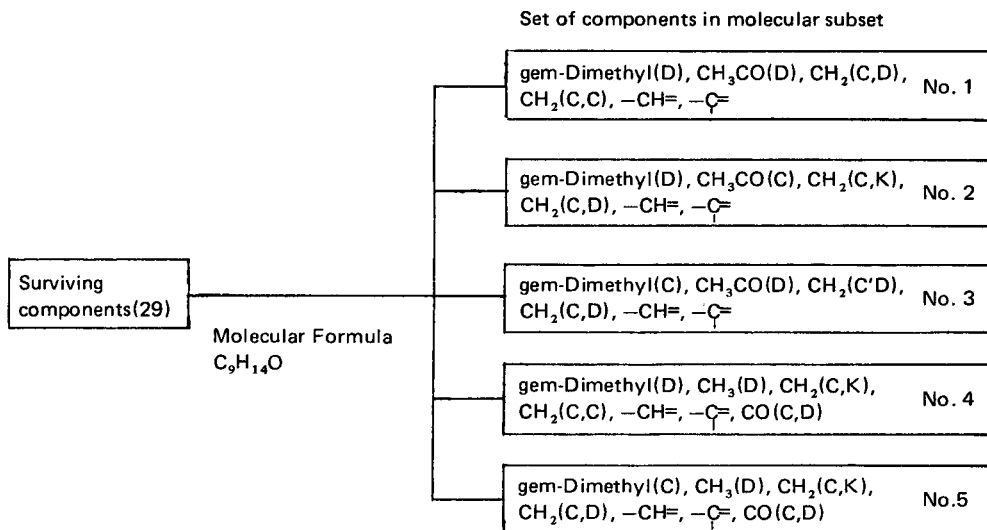 Set of components in molecular subset
gem-Dimethyl(D), CH₃CO(D), CH₂(C,D),
CH₂(C,C), –CH=, –C=
No. 1
gem-Dimethyl(D), CH₃CO(C), CH₂(C,K),
CH₂(C,D), –CH=, –C=
No. 2
Surviving
components(29)
Molecular Formula
C₉H₁₄O
gem-Dimethyl(C), CH₃CO(D), CH₂(C'D),
CH₂(C,D), –CH=, –C=
No. 3
gem-Dimethyl(D), CH₃(D), CH₂(C,K),
CH₂(C,C), –CH=, –C=, CO(C,D)
No. 4
gem-Dimethyl(C), CH₃(D), CH₂(C,K),
CH₂(C,D), –CH=, –C=, CO(C,D)
No.5